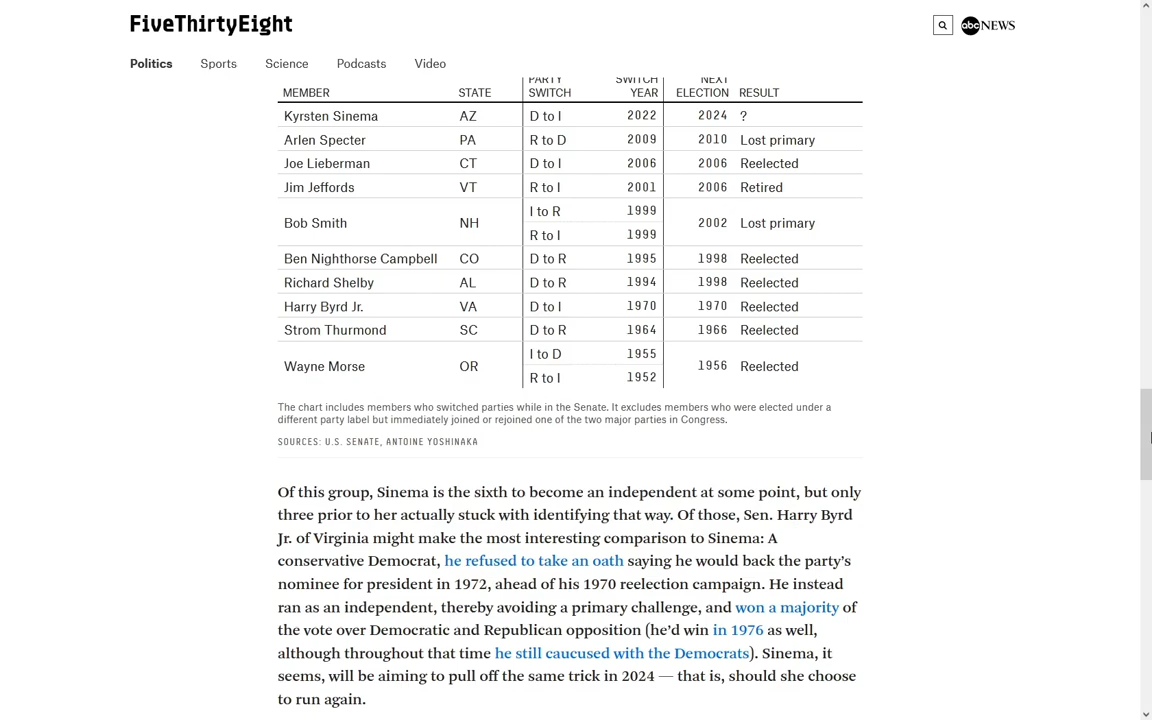 FiveThirtyEight
abc NEWS
Politics Sports Science Podcasts Video
PARTY SWITCH NEXT
MEMBER STATE SWITCH YEAR ELECTION RESULT
Kyrsten Sinema AZ D to I 2022 2024 ?
Arlen Specter PA R to D 2009 2010 Lost primary
Joe Lieberman CT D to I 2006 2006 Reelected
Jim Jeffords VT R to I 2001 2006 Retired
I to R 1999
Bob Smith NH 2002 Lost primary
R to I 1999
Ben Nighthorse Campbell CO D to R 1995 1998 Reelected
Richard Shelby AL D to R 1994 1998 Reelected
Harry Byrd Jr. VA D to I 1970 1970 Reelected
Strom Thurmond SC D to R 1964 1966 Reelected
I to D 1955
Wayne Morse OR 1956 Reelected
R to I 1952
The chart includes members who switched parties while in the Senate. It excludes members who were elected under a
different party label but immediately joined or rejoined one of the two major parties in Congress.
SOURCES: U.S. SENATE, ANTOINE YOSHINAKA
Of this group, Sinema is the sixth to become an independent at some point, but only
three prior to her actually stuck with identifying that way. Of those, Sen. Harry Byrd
Jr. of Virginia might make the most interesting comparison to Sinema: A
conservative Democrat, he refused to take an oath saying he would back the party's
nominee for president in 1972, ahead of his 1970 reelection campaign. He instead
ran as an independent, thereby avoiding a primary challenge, and won a majority of
the vote over Democratic and Republican opposition (he'd win in 1976 as well,
although throughout that time he still caucused with the Democrats). Sinema, it
seems, will be aiming to pull off the same trick in 2024 — that is, should she choose
to run again.